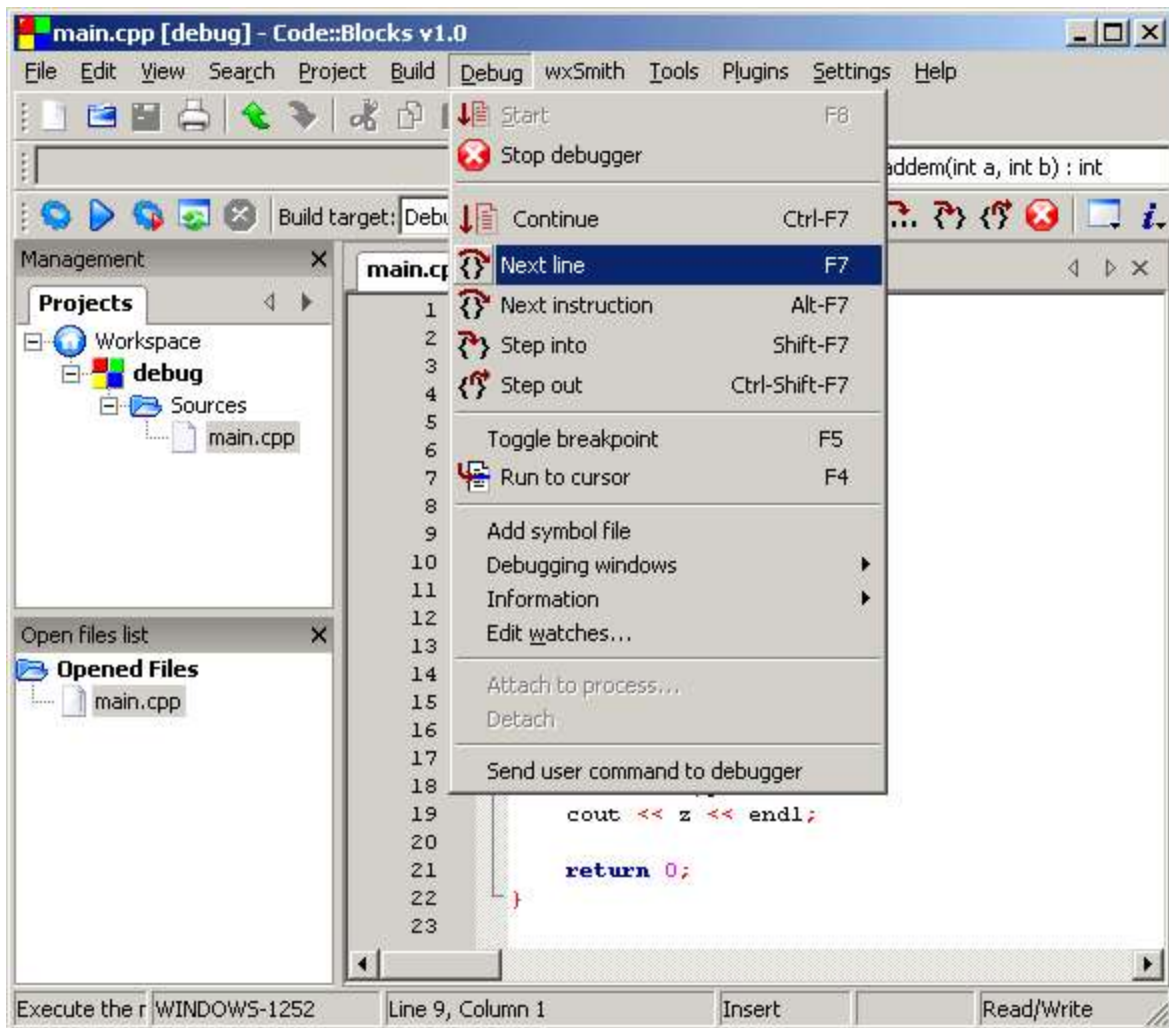 main.cpp [debug] - Code::Blocks v1.0
File Edit View Search Project Build Debug wxSmith Tools Plugins Settings Help
Start F8
Stop debugger
addem(int a, int b) : int
Build target: Debu
Continue Ctrl-F7
Management
main.cp
Next line F7
Projects
Next instruction Alt-F7
Workspace
Step into Shift-F7
debug
Step out Ctrl-Shift-F7
Sources
main.cpp
Toggle breakpoint F5
Run to cursor F4
Add symbol file
Debugging windows
Information
Edit watches...
Open files list
Opened Files
main.cpp
Attach to process...
Detach
Send user command to debugger
1
2
3
4
5
6
7
8
9
10
11
12
13
14
15
16
17
18
19 cout << z << endl;
20
21 return 0;
22 }
23
Execute the r WINDOWS-1252 Line 9, Column 1 Insert Read/Write